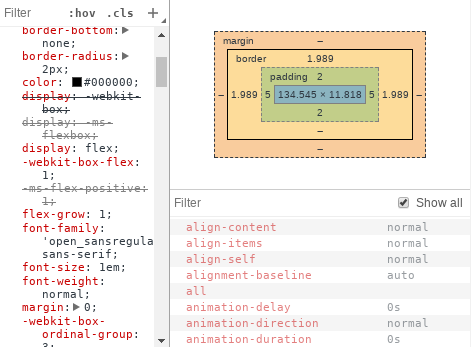 Filter :hov .cls +
border-bottom:
none;
border-radius:
2px;
color: #000000;
display: -webkit-
box;
display: -ms-
flexbox;
display: flex;
-webkit-box-flex:
1;
-ms-flex-positive:
1;
flex-grow: 1;
font-family:
'open_sansregula
sans-serif;
font-size: 1em;
font-weight:
normal;
margin: 0;
-webkit-box-
ordinal-group:
3;
margin –
border 1.989
padding 2
– 1.989 5 134.545 × 11.818 5 1.989 –
2
–
–
Filter Show all
align-content normal
align-items normal
align-self normal
alignment-baseline auto
all
animation-delay 0s
animation-direction normal
animation-duration 0s